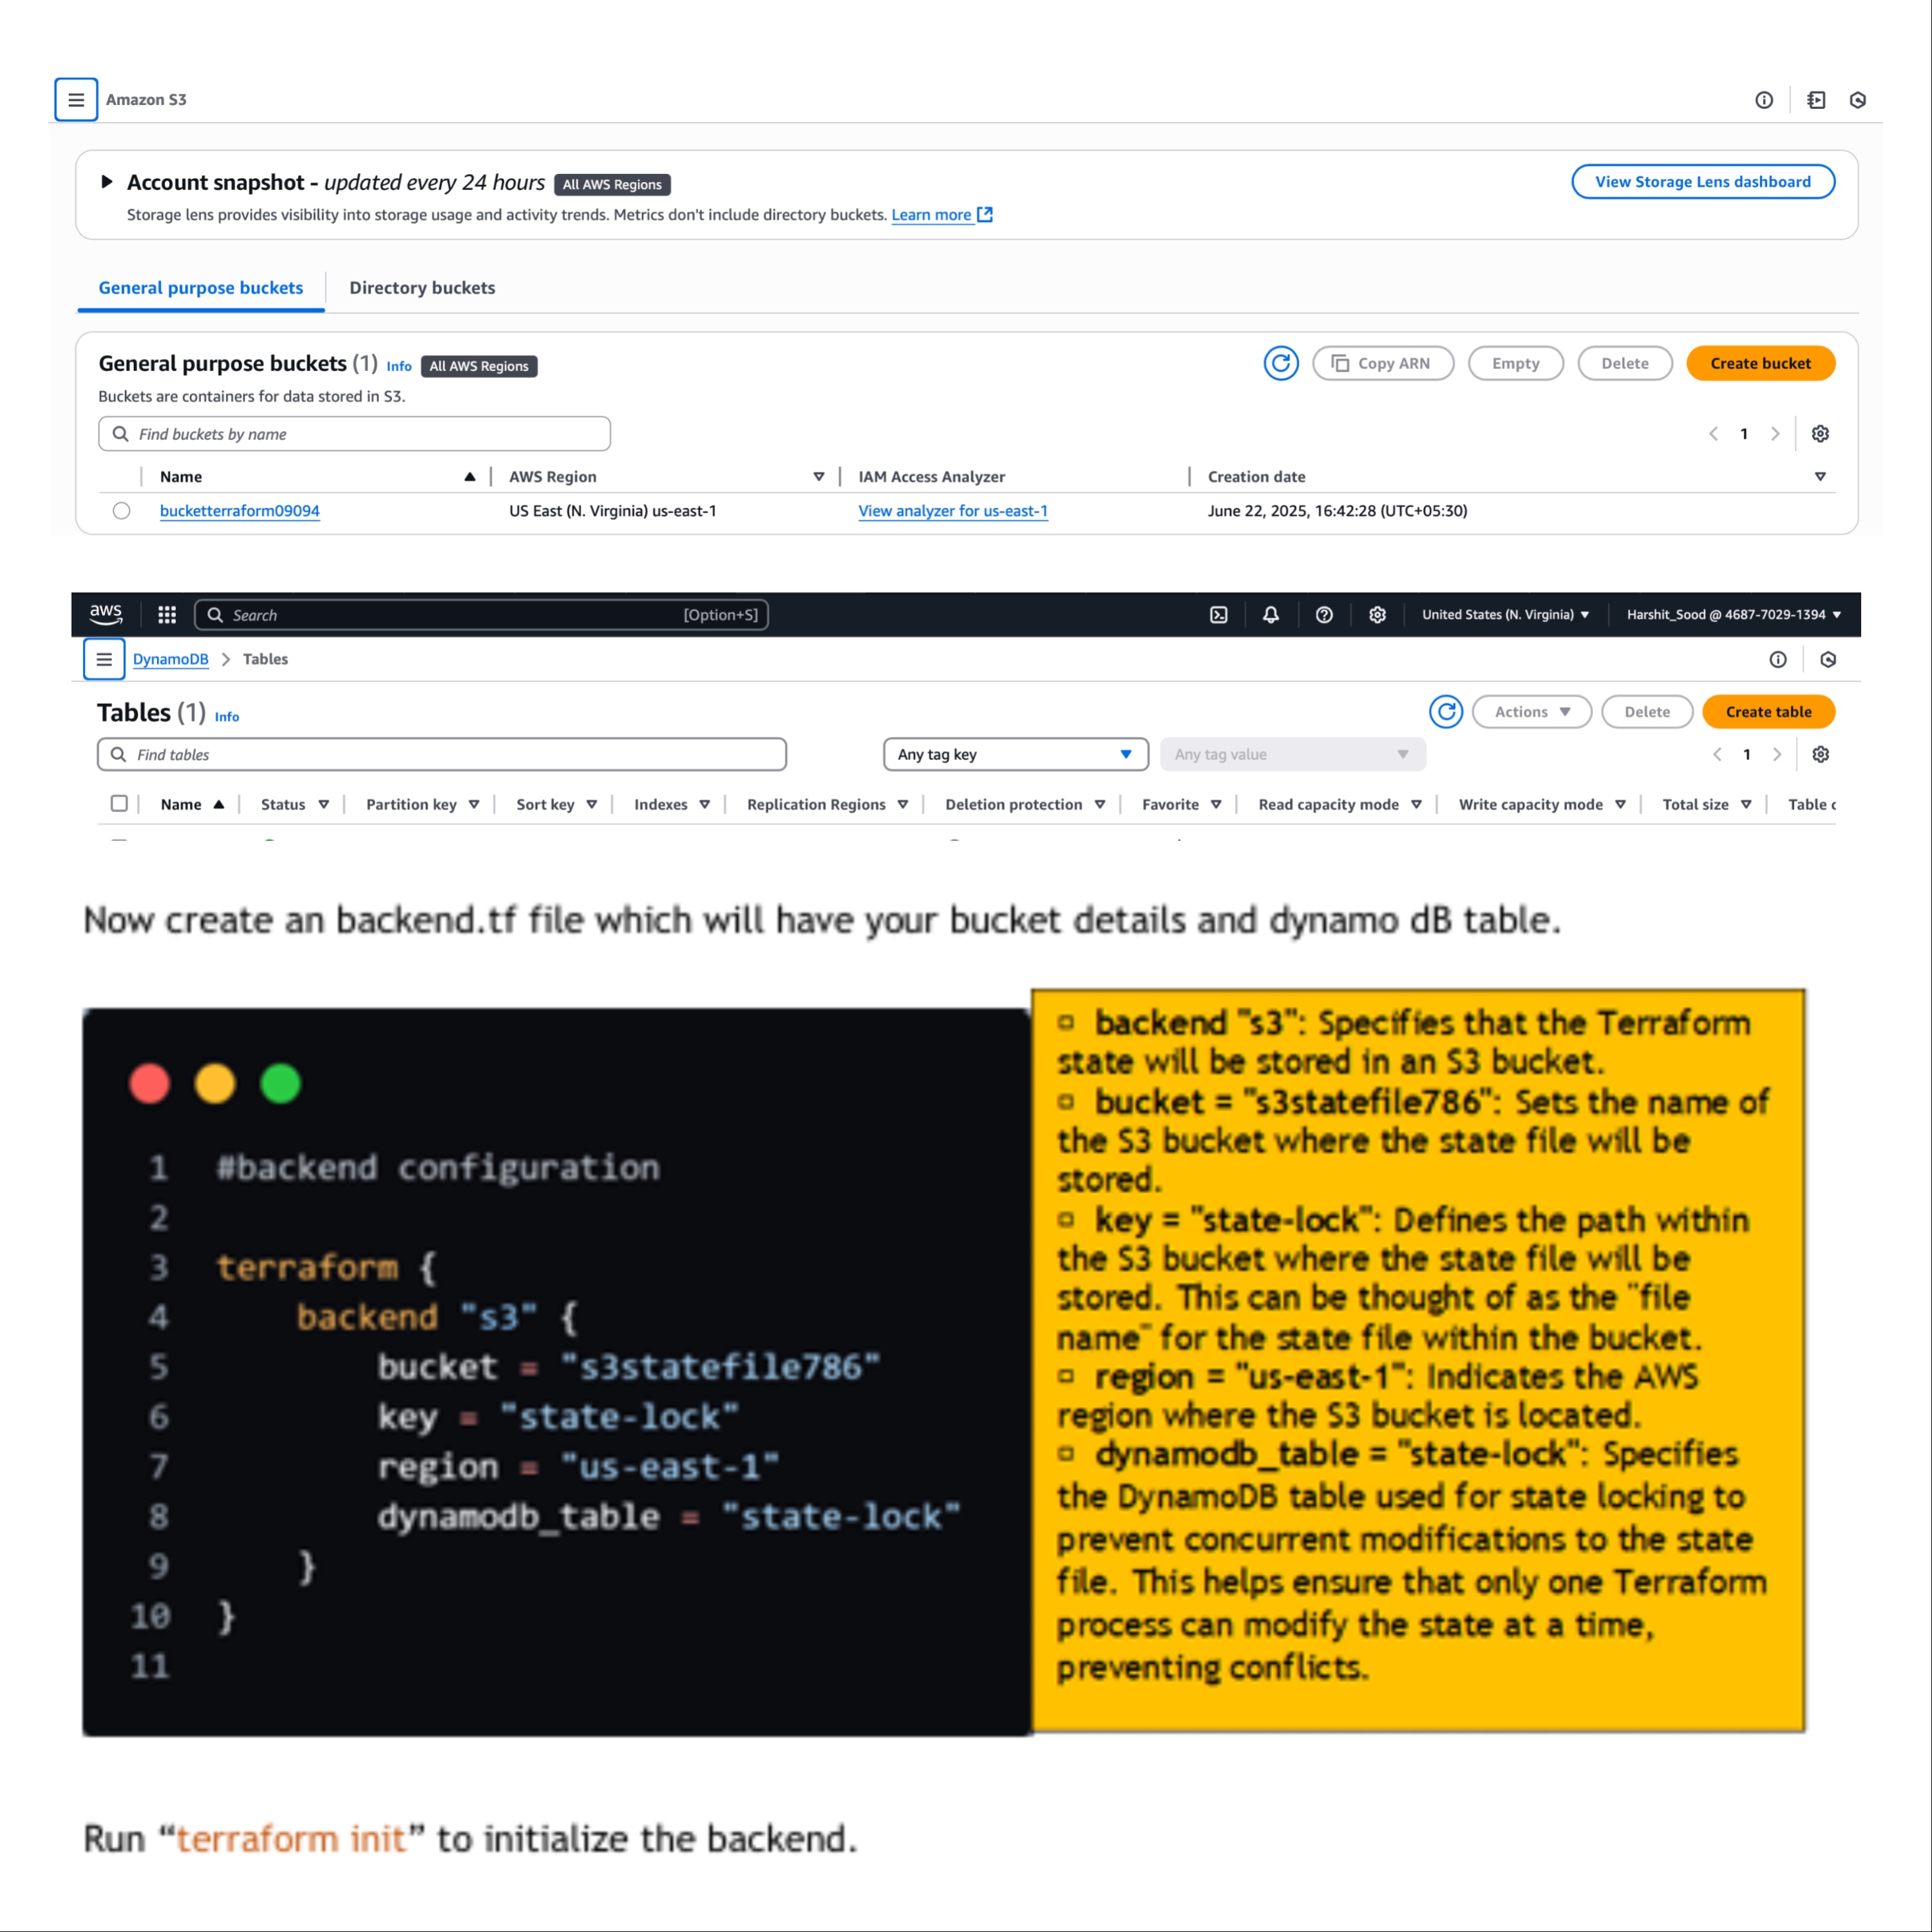 Amazon S3
Account snapshot - updated every 24 hours All AWS Regions
View Storage Lens dashboard
Storage lens provides visibility into storage usage and activity trends. Metrics don't include directory buckets. Learn more
General purpose buckets Directory buckets
General purpose buckets (1) Info All AWS Regions
Copy ARN Empty Delete Create bucket
Buckets are containers for data stored in S3.
Find buckets by name
1
Name AWS Region IAM Access Analyzer Creation date
bucketterraform09094 US East (N. Virginia) us-east-1 View analyzer for us-east-1 June 22, 2025, 16:42:28 (UTC+05:30)
aws Search [Option+S] United States (N. Virginia) Harshit_Sood @ 4687-7029-1394
DynamoDB Tables
Tables (1) Info
Actions Delete Create table
Find tables Any tag key Any tag value 1
Name Status Partition key Sort key Indexes Replication Regions Deletion protection Favorite Read capacity mode Write capacity mode Total size Table c
Now create an backend.tf file which will have your bucket details and dynamo dB table.
1 #backend configuration
2
3 terraform {
4 backend "s3" {
5 bucket = "s3statefile786"
6 key = "state-lock"
7 region = "us-east-1"
8 dynamodb_table = "state-lock"
9 }
10 }
11
backend "s3": Specifies that the Terraform
state will be stored in an S3 bucket.
bucket = "s3statefile786": Sets the name of
the S3 bucket where the state file will be
stored.
key = "state-lock": Defines the path within
the S3 bucket where the state file will be
stored. This can be thought of as the "file
name" for the state file within the bucket.
region = "us-east-1": Indicates the AWS
region where the S3 bucket is located.
dynamodb_table = "state-lock": Specifies
the DynamoDB table used for state locking to
prevent concurrent modifications to the state
file. This helps ensure that only one Terraform
process can modify the state at a time,
preventing conflicts.
Run “terraform init” to initialize the backend.